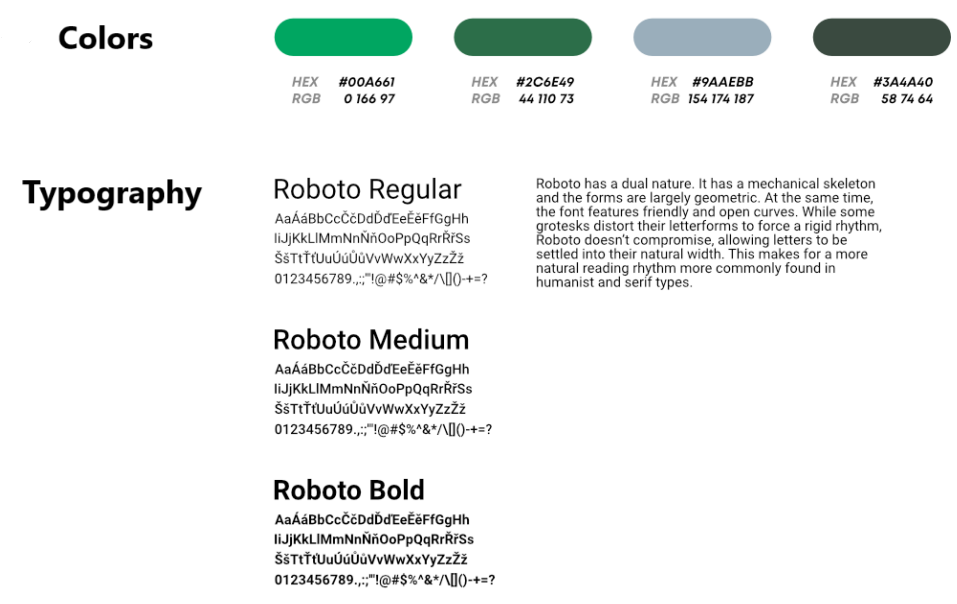 Colors
HEX #00A661
RGB 0 166 97
HEX #2C6E49
RGB 44 110 73
HEX #9AAEBB
RGB 154 174 187
HEX #3A4A40
RGB 58 74 64
Typography
Roboto Regular
AaÁáBbCcČčDdĎďEeĚěFfGgHh
IiJjKkLlMmNnŇňOoPpQqRrŘřSs
ŠšTtŤťUuÚúŮůVvWwXxYyZzŽž
0123456789.,:;"'!@#$%^&*/\[]()-+=?
Roboto has a dual nature. It has a mechanical skeleton
and the forms are largely geometric. At the same time,
the font features friendly and open curves. While some
grotesks distort their letterforms to force a rigid rhythm,
Roboto doesn't compromise, allowing letters to be
settled into their natural width. This makes for a more
natural reading rhythm more commonly found in
humanist and serif types.
Roboto Medium
AaÁáBbCcČčDdĎďEeĚěFfGgHh
IiJjKkLlMmNnŇňOoPpQqRrŘřSs
ŠšTtŤťUuÚúŮůVvWwXxYyZzŽž
0123456789.,:;"'!@#$%^&*/\[]()-+=?
Roboto Bold
AaÁáBbCcČčDdĎďEeĚěFfGgHh
IiJjKkLlMmNnŇňOoPpQqRrŘřSs
ŠšTtŤťUuÚúŮůVvWwXxYyZzŽž
0123456789.,:;"'!@#$%^&*/\[]()-+=?